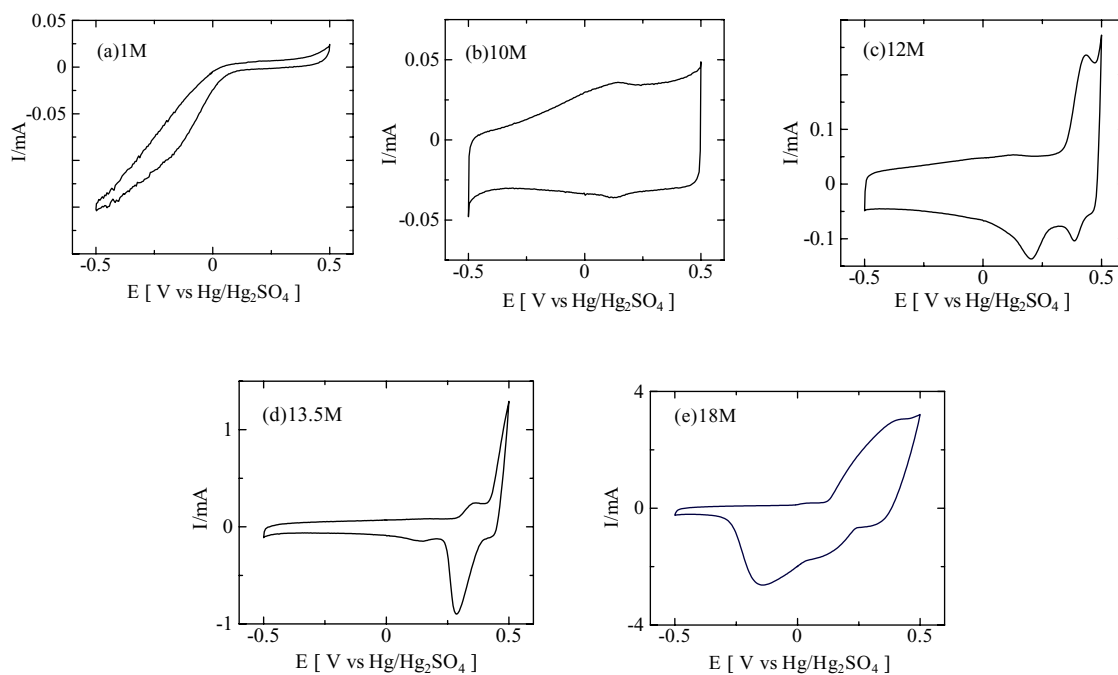 (a)1M
0.05
0
-0.05
I/mA
-0.5
0
0.5
E [ V vs Hg/Hg₂SO₄ ]
(b)10M
0.05
0
-0.05
I/mA
-0.5
0
0.5
E [ V vs Hg/Hg₂SO₄ ]
(c)12M
0.1
0
-0.1
I/mA
-0.5
0
0.5
E [ V vs Hg/Hg₂SO₄ ]
(d)13.5M
1
0
-1
I/mA
-0.5
0
0.5
E [ V vs Hg/Hg₂SO₄ ]
(e)18M
4
0
-4
I/mA
-0.5
0
0.5
E [ V vs Hg/Hg₂SO₄ ]